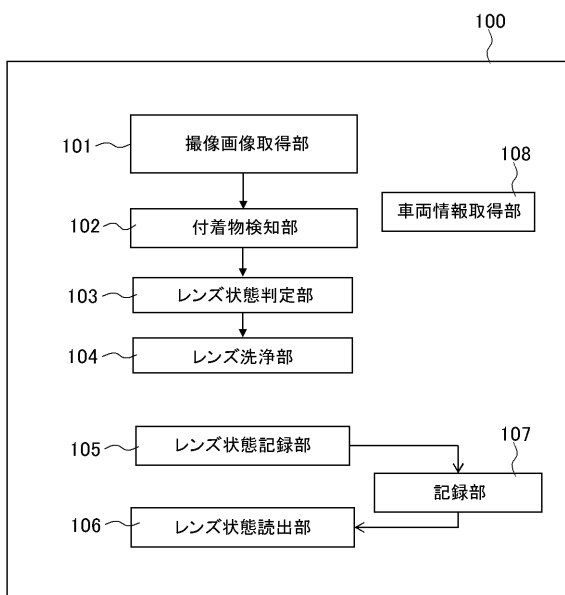 100
101
撮像画像取得部
108
車両情報取得部
102
付着物検知部
103
レンズ状態判定部
104
レンズ洗浄部
105
レンズ状態記録部
107
記録部
106
レンズ状態読出部